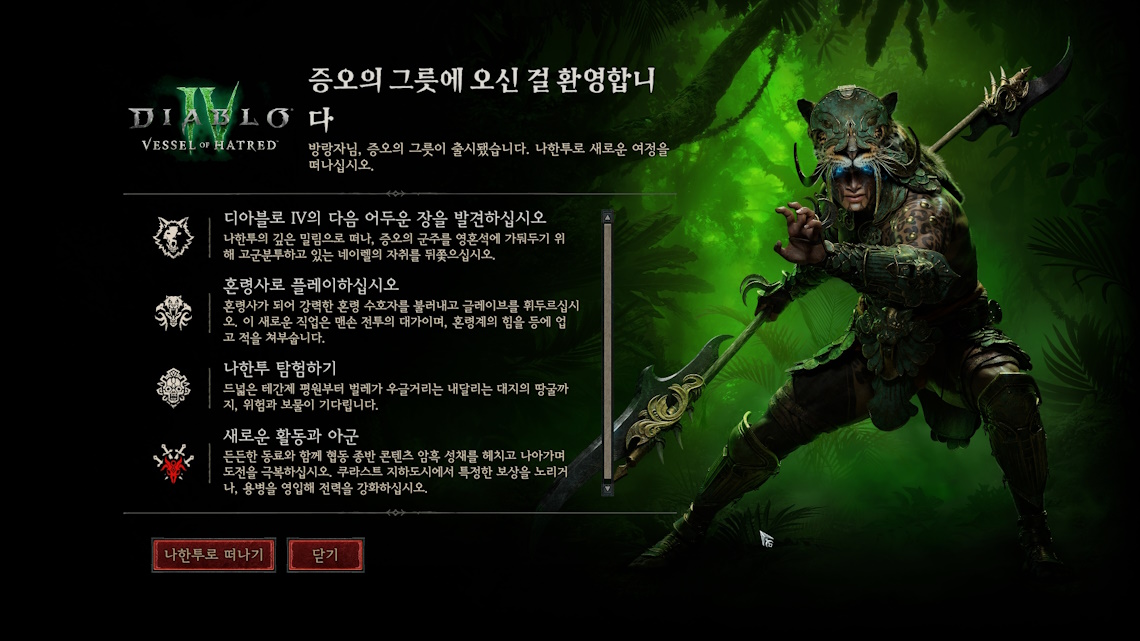 증오의 그릇에 오신 걸 환영합니
다
DIABLO IV
VESSEL OF HATRED
방랑자님, 증오의 그릇이 출시됐습니다. 나한투로 새로운 여정을
떠나십시오.
디아블로 IV의 다음 어두운 장을 발견하십시오
나한투의 깊은 밀림으로 떠나, 증오의 군주를 영혼석에 가둬두기 위
해 고군분투하고 있는 네이렐의 자취를 뒤쫓으십시오.
혼령사로 플레이하십시오
혼령사가 되어 강력한 혼령 수호자를 불러내고 글레이브를 휘두르십시
오. 이 새로운 직업은 맨손 전투의 대가이며, 혼령계의 힘을 등에 업
고 적을 쳐부숩니다.
나한투 탐험하기
드넓은 테간제 평원부터 벌레가 우글거리는 내달리는 대지의 땅굴까
지, 위험과 보물이 기다립니다.
새로운 활동과 아군
든든한 동료와 함께 협동 종반 콘텐츠 암흑 성채를 헤치고 나아가며
도전을 극복하십시오. 쿠라스트 지하도시에서 특정한 보상을 노리거
나, 용병을 영입해 전력을 강화하십시오.
나한투로 떠나기
닫기